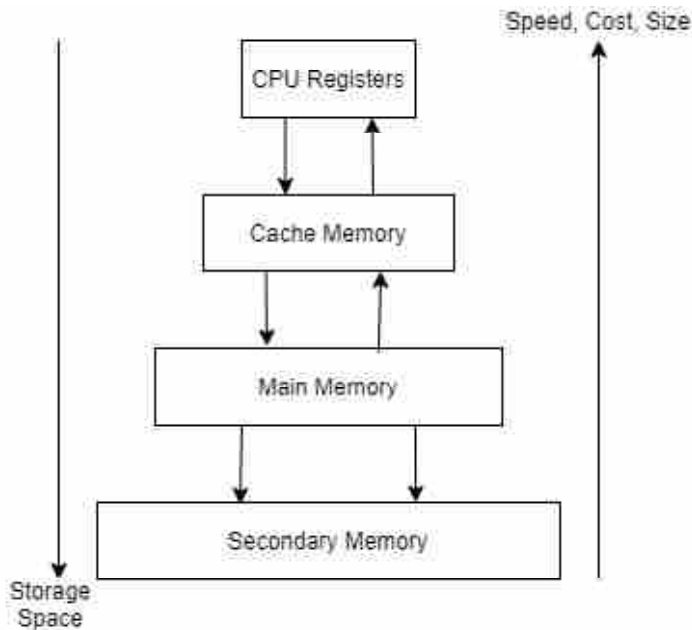 Speed, Cost, Size
CPU Registers
Cache Memory
Main Memory
Secondary Memory
Storage
Space